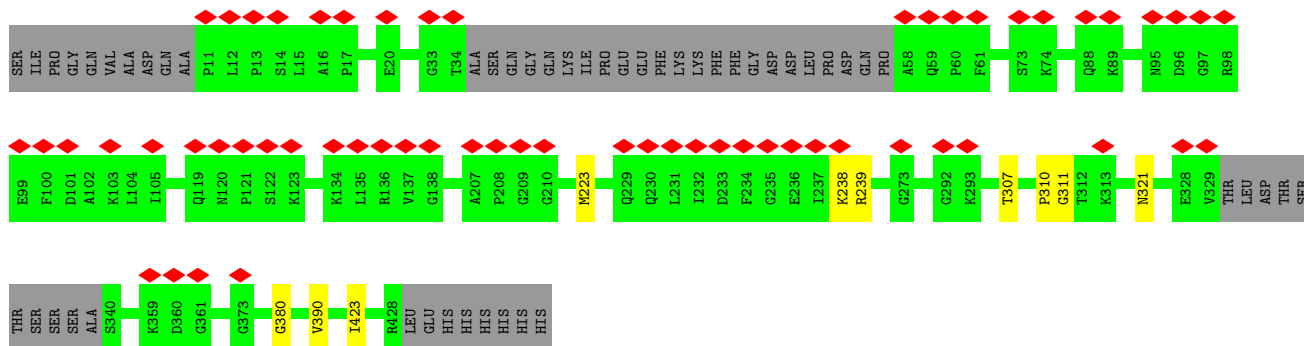 SER ILE PRO GLY GLN VAL ALA ASP GLN ALA P11 L12 P13 S14 L15 A16 P17 E20 G33 T34 ALA SER GLN GLY GLN LYS ILE PRO GLU GLU PHE LYS LYS PHE PHE GLY ASP ASP LEU PRO ASP GLN PRO A58 Q59 P60 F61 S73 K74 Q88 K89 N95 D96 G97 R98
E99 F100 D101 A102 K103 L104 I105 Q119 N120 P121 S122 K123 K134 L135 R136 V137 G138 A207 P208 G209 G210 M223 Q229 Q230 L231 I232 D233 F234 G235 E236 I237 K238 R239 G273 G292 K293 T307 P310 G311 T312 K313 N321 E328 V329 THR LEU ASP THR SER
THR SER SER SER ALA S340 K359 D360 G361 G373 G380 V390 I423 R428 LEU GLU HIS HIS HIS HIS HIS HIS